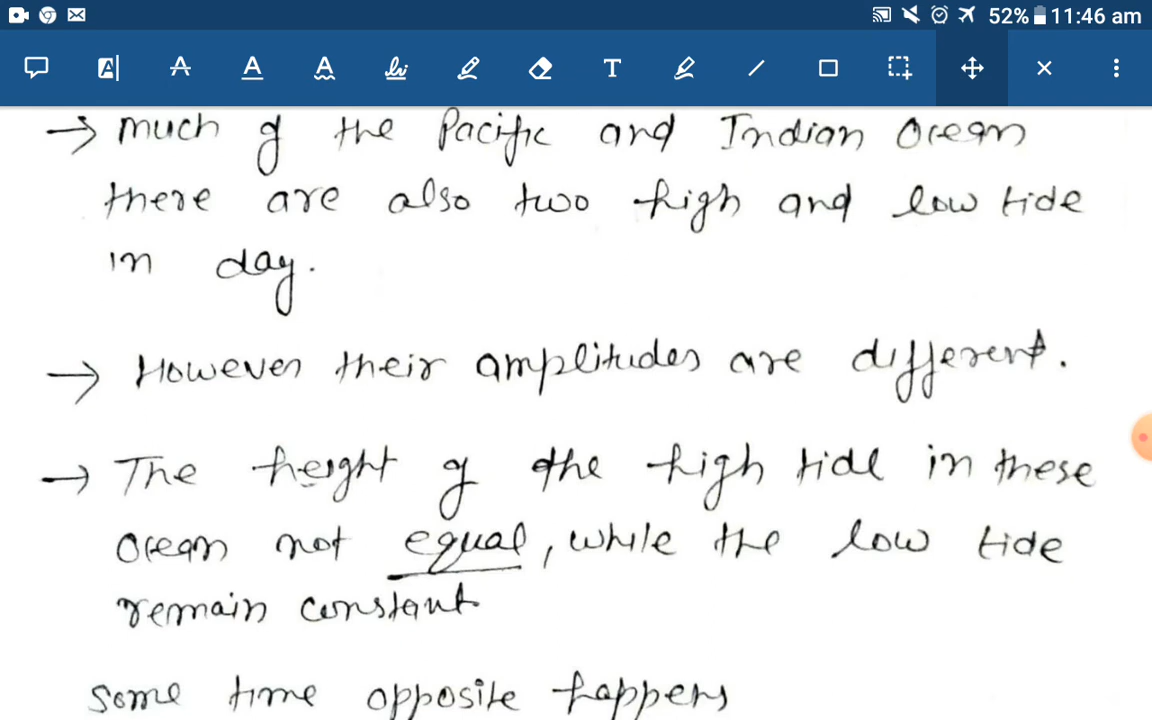 52% 11:46 am
→ much of the Pacific and Indian Ocean
there are also two high and low tide
in day.
→ However their amplitudes are different.
→ The height of the high tide in these
Ocean not equal, while the low tide
remain constant
some time opposite happens